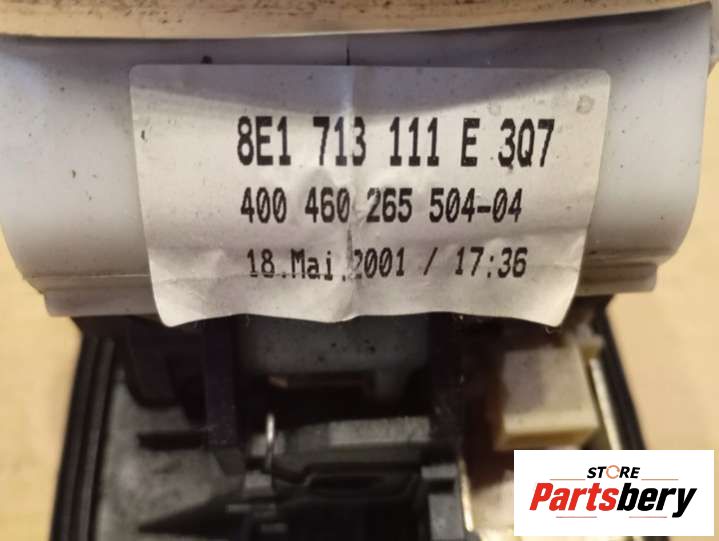 8E1 713 111 E 3Q7
400 460 265 504-04
18.Mai.2001 / 17:36
STORE
Partsbery